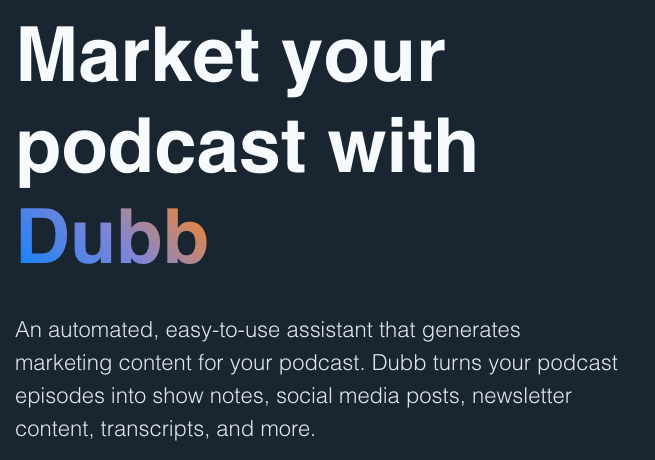 Market your
podcast with
Dubb
An automated, easy-to-use assistant that generates
marketing content for your podcast. Dubb turns your podcast
episodes into show notes, social media posts, newsletter
content, transcripts, and more.